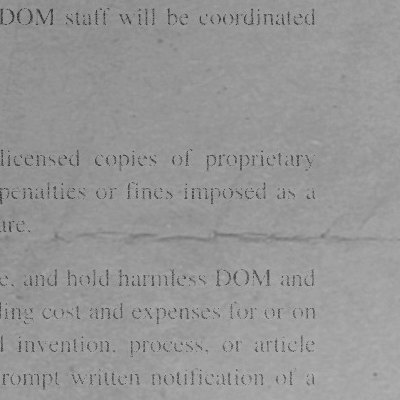 DOM staff will be coordinated
licensed copies of proprietary
penalties or fines imposed as a
are.
e, and hold harmless DOM and
ling cost and expenses for or on
invention, process, or article
rompt written notification of a